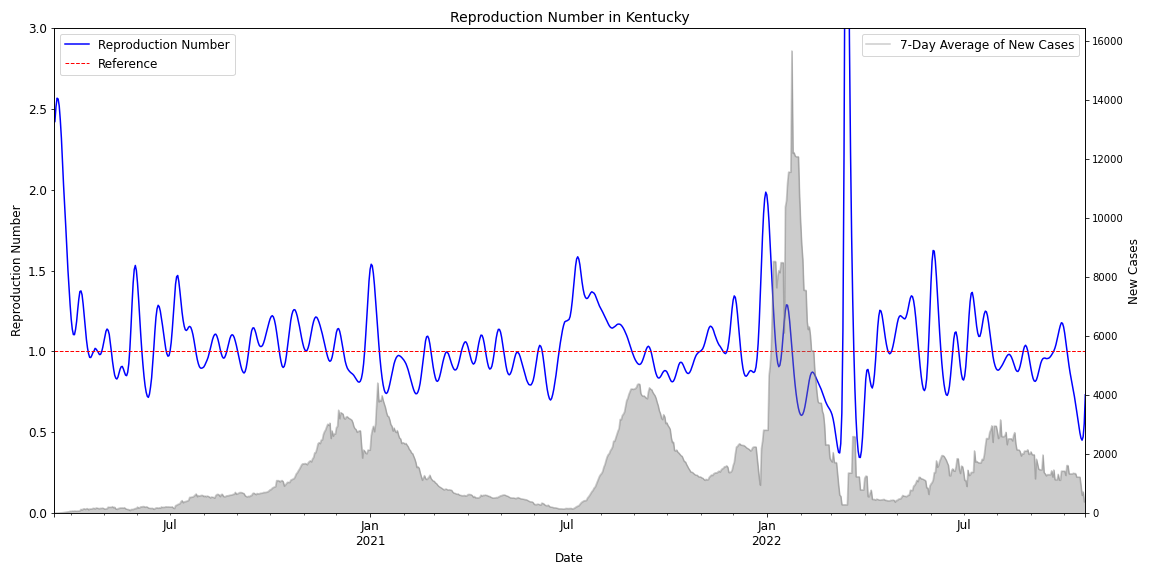 Reproduction Number in Kentucky
Reproduction Number
Reference
7-Day Average of New Cases
3.0
2.5
2.0
1.5
1.0
0.5
0.0
Reproduction Number
16000
14000
12000
10000
8000
6000
4000
2000
0
New Cases
Jul
Jan
2021
Jul
Jan
2022
Jul
Date